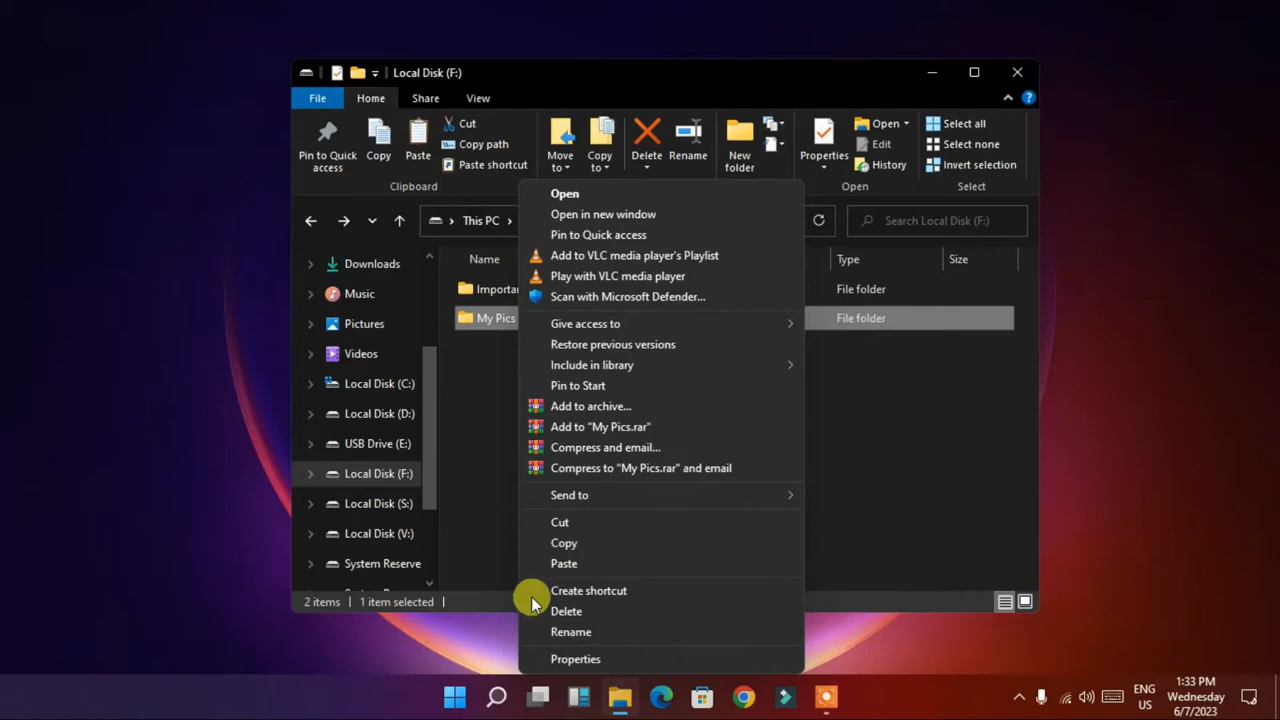 Local Disk (F:)
File
Home
Share
View
Pin to Quick
access
Copy
Paste
Cut
Copy path
Paste shortcut
Move
to
Copy
to
Delete
Rename
New
folder
Properties
Open
Edit
History
Select all
Select none
Invert selection
Clipboard
Open
Select
This PC
Search Local Disk (F:)
Downloads
Music
Pictures
Videos
Local Disk (C:)
Local Disk (D:)
USB Drive (E:)
Local Disk (F:)
Local Disk (S:)
Local Disk (V:)
System Reserve
Name
Type
Size
File folder
My Pics
File folder
Open
Open in new window
Pin to Quick access
Add to VLC media player's Playlist
Play with VLC media player
Scan with Microsoft Defender...
Give access to
Restore previous versions
Include in library
Pin to Start
Add to archive...
Add to "My Pics.rar"
Compress and email...
Compress to "My Pics.rar" and email
Send to
Cut
Copy
Paste
Create shortcut
Delete
Rename
Properties
2 items
1 item selected
ENG
US
1:33 PM
Wednesday
6/7/2023